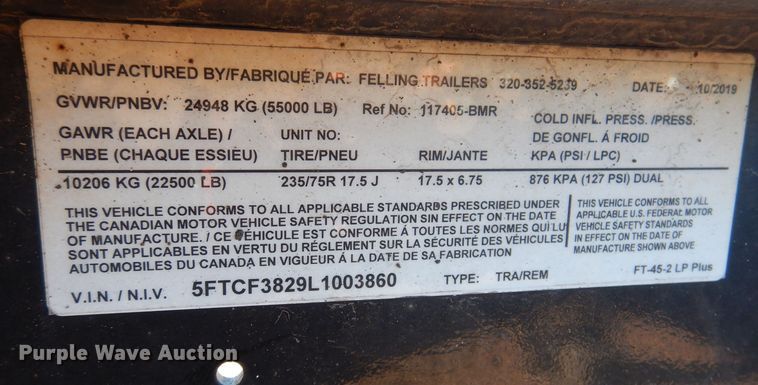 MANUFACTURED BY/FABRIQUÉ PAR: FELLING TRAILERS 320-352-5239 DATE: 10/2019
GVWR/PNBV: 24948 KG (55000 LB) Ref No: 117405-BMR
COLD INFL. PRESS. /PRESS.
GAWR (EACH AXLE) / UNIT NO: DE GONFL. À FROID
PNBE (CHAQUE ESSIEU) TIRE/PNEU RIM/JANTE KPA (PSI / LPC)
10206 KG (22500 LB) 235/75R 17.5 J 17.5 x 6.75 876 KPA (127 PSI) DUAL
THIS VEHICLE CONFORMS TO ALL APPLICABLE STANDARDS PRESCRIBED UNDER
THE CANADIAN MOTOR VEHICLE SAFETY REGULATION SIN EFFECT ON THE DATE
OF MANUFACTURE. / CE VÉHICULE EST CONFORME À TOUTES LES NORMES QUI LUI
SONT APPLICABLES EN VERTU DU RÉGLEMENT SUR LA SÉCURITÉ DES VÉHICULES
AUTOMOBILES DU CANADA EN VIGUEUR À LA DATE DE SA FABRICATION
THIS VEHICLE CONFORMS TO ALL
APPLICABLE U.S. FEDERAL MOTOR
VEHICLE SAFETY STANDARDS
IN EFFECT ON THE DATE OF
MANUFACTURE SHOWN ABOVE
V.I.N. / N.I.V. 5FTCF3829L1003860 TYPE: TRA/REM FT-45-2 LP Plus
Purple Wave Auction